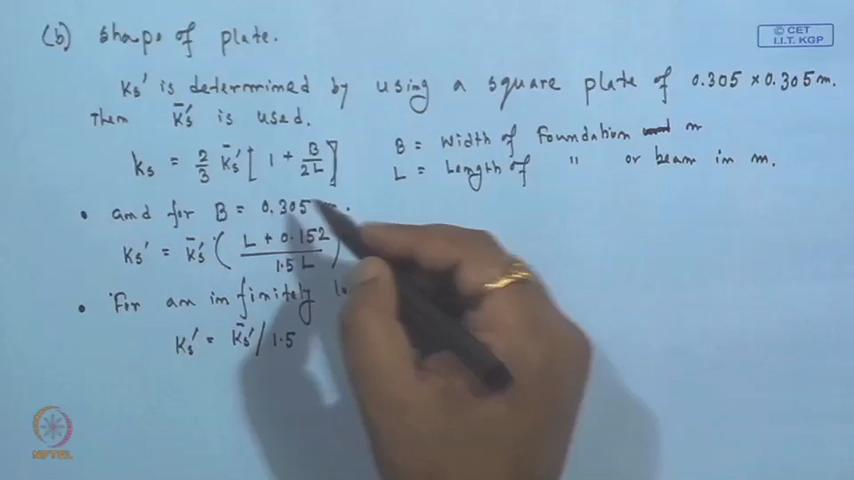 (b) shape of plate.
© CET
I.I.T. KGP
Ks' is determined by using a square plate of 0.305 × 0.305 m.
Then K̄s' is used.
B = Width of Foundation m
Ks = 2/3 K̄s' [ 1 + B/2L ]
L = Length of " or beam in m.
• and for B = 0.305 m.
Ks' = K̄s' ( L + 0.152 / 1.5 L )
• For an infinitely
Ks' = K̄s' / 1.5
NPTEL